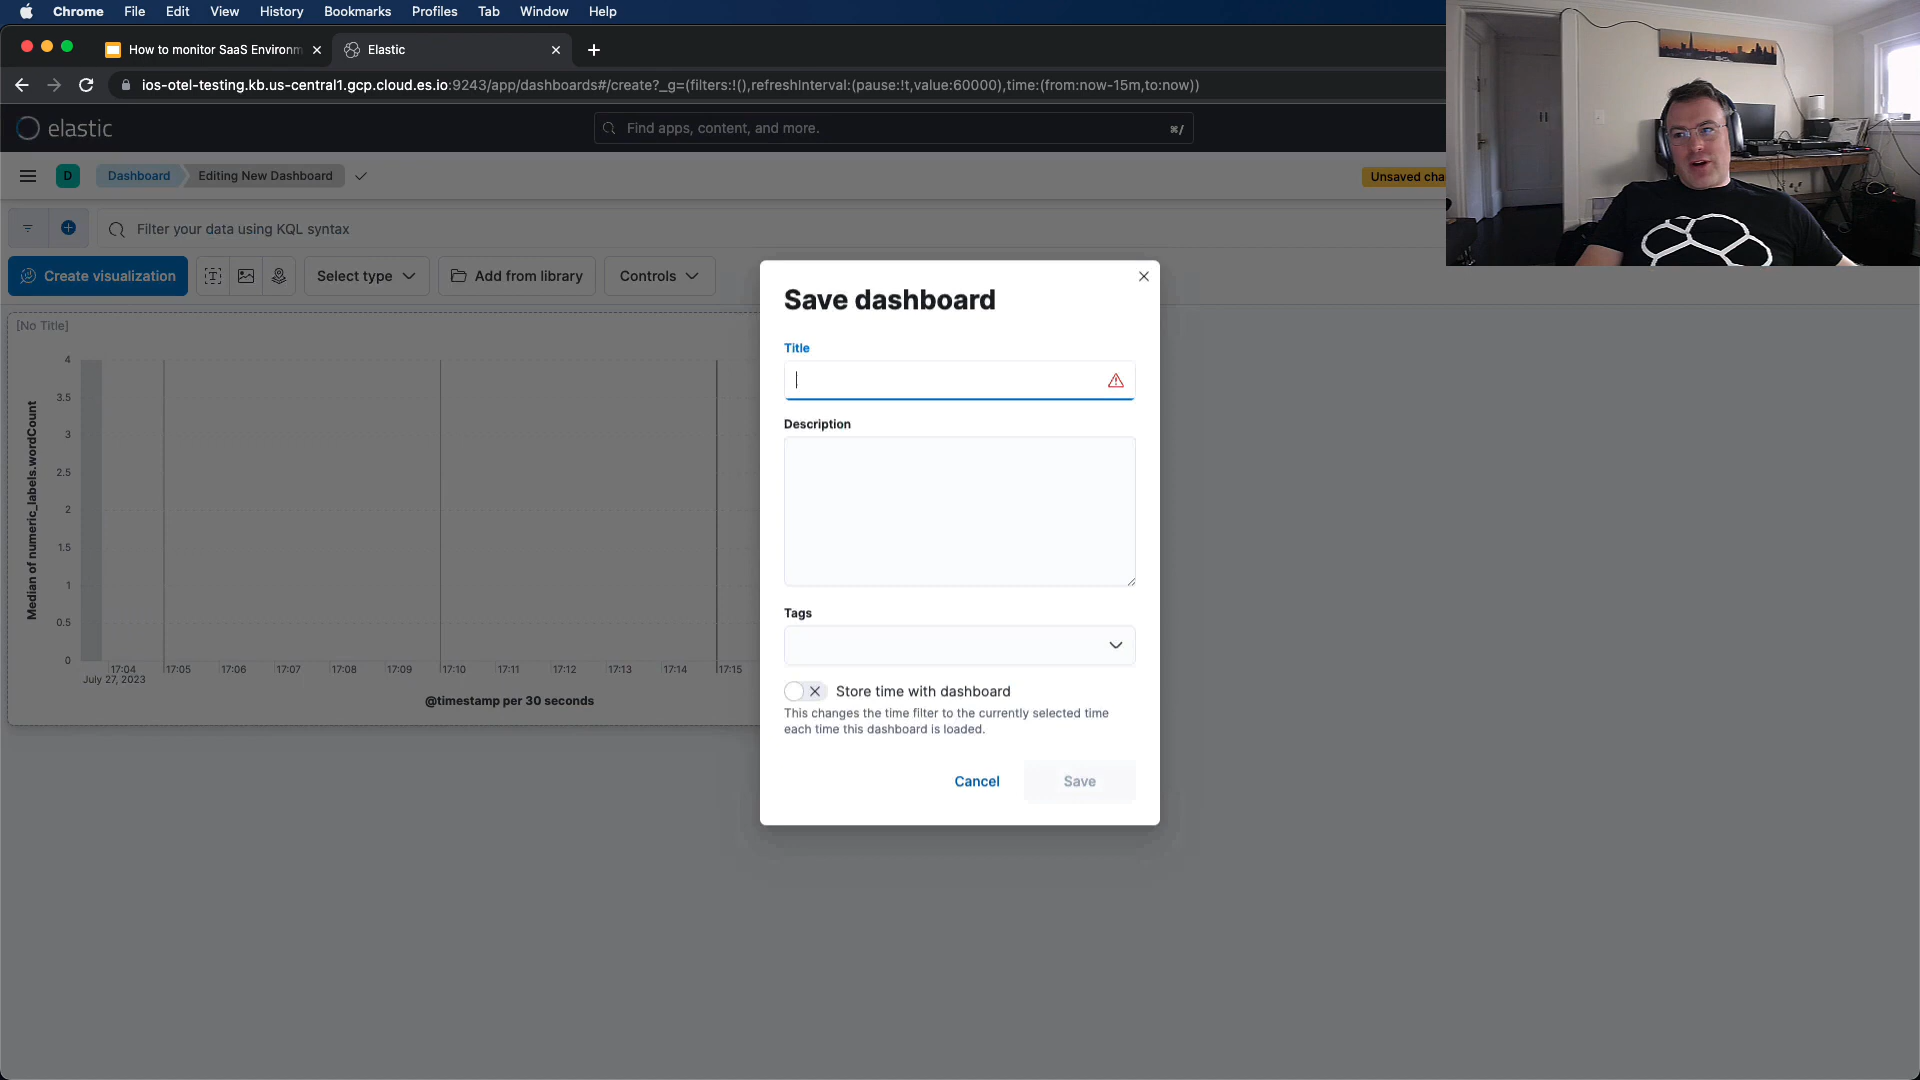 Chrome File Edit View History Bookmarks Profiles Tab Window Help
How to monitor SaaS Environm
Elastic
ios-otel-testing.kb.us-central1.gcp.cloud.es.io:9243/app/dashboards#/create?_g=(filters:!(),refreshInterval:(pause:!t,value:60000),time:(from:now-15m,to:now))
elastic
Find apps, content, and more.
⌘/
D
Dashboard
Editing New Dashboard
Unsaved cha
Filter your data using KQL syntax
Create visualization
Select type
Add from library
Controls
[No Title]
Median of numeric_labels.wordCount
4
3.5
3
2.5
2
1.5
1
0.5
0
17:04 17:05 17:06 17:07 17:08 17:09 17:10 17:11 17:12 17:13 17:14 17:15
July 27, 2023
@timestamp per 30 seconds
Save dashboard
Title
Description
Tags
Store time with dashboard
This changes the time filter to the currently selected time
each time this dashboard is loaded.
Cancel
Save